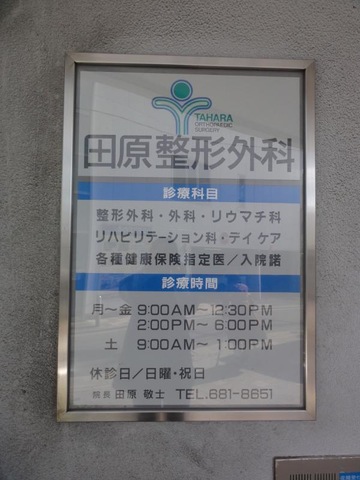 TAHARA
ORTHOPAEDIC
SURGERY
田原整形外科
診療科目
整形外科・外科・リウマチ科
リハビリテーション科・デイケア
各種健康保険指定医／入院諾
診療時間
月〜金 9:00AM〜12:30PM
2:00PM〜 6:00PM
土 9:00AM〜 1:00PM
休診日／日曜・祝日
院長 田原 敬士 TEL.681-8651